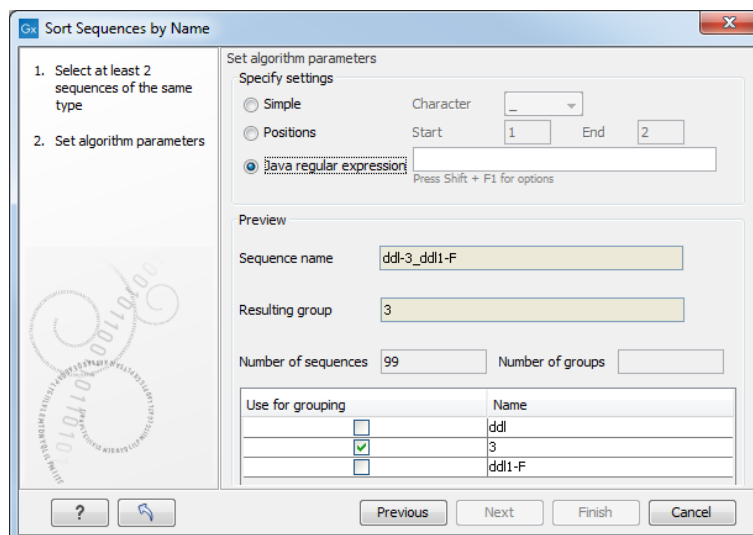 Gx Sort Sequences by Name
1. Select at least 2
sequences of the same
type
2. Set algorithm parameters
Set algorithm parameters
Specify settings
Simple Character _
Positions Start 1 End 2
Java regular expression
Press Shift + F1 for options
Preview
Sequence name ddl-3_ddl1-F
Resulting group 3
Number of sequences 99 Number of groups
Use for grouping Name
ddl
3
ddl1-F
? Previous Next Finish Cancel